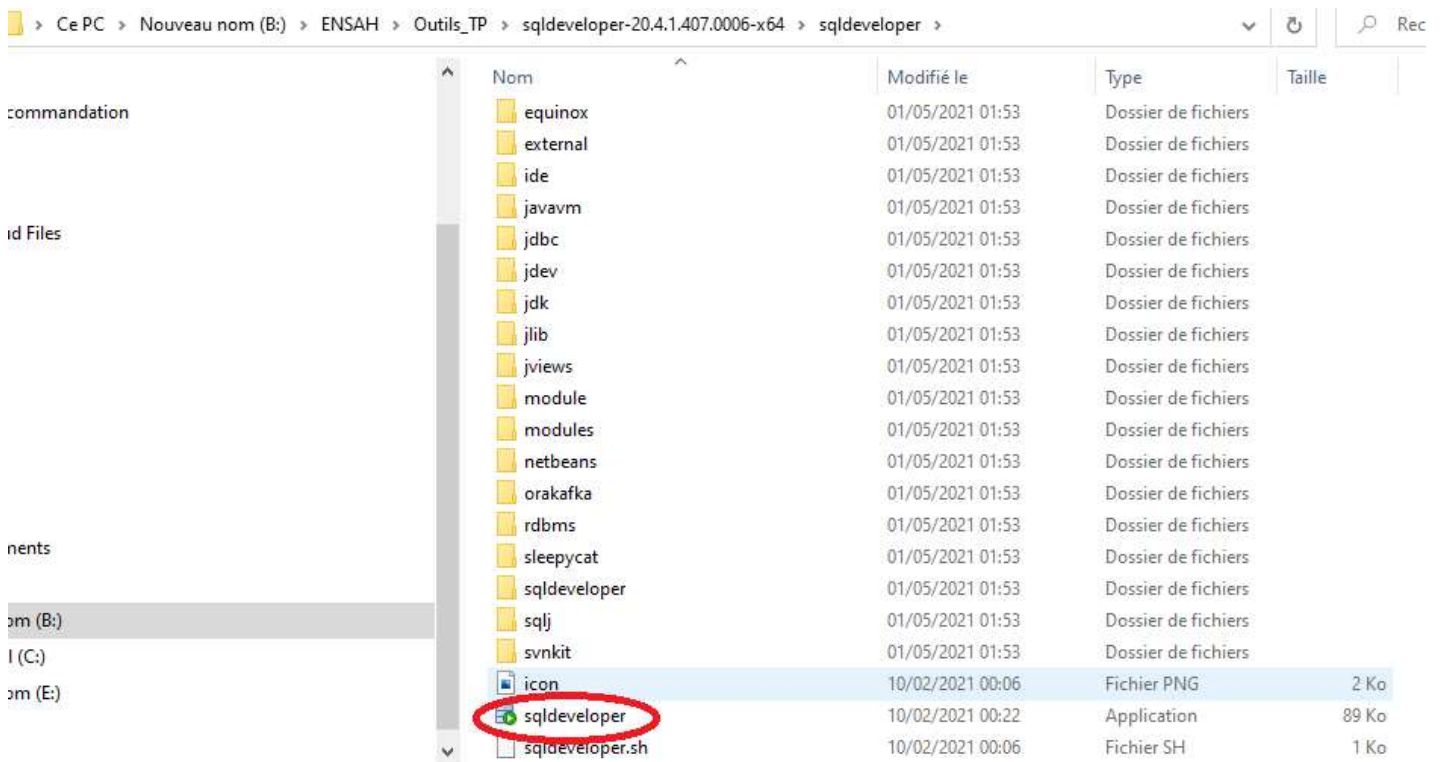 > Ce PC > Nouveau nom (B:) > ENSAH > Outils_TP > sqldeveloper-20.4.1.407.0006-x64 > sqldeveloper > Rec
commandation
id Files
nents
om (B:)
l (C:)
om (E:)
Nom Modifié le Type Taille
equinox 01/05/2021 01:53 Dossier de fichiers
external 01/05/2021 01:53 Dossier de fichiers
ide 01/05/2021 01:53 Dossier de fichiers
javavm 01/05/2021 01:53 Dossier de fichiers
jdbc 01/05/2021 01:53 Dossier de fichiers
jdev 01/05/2021 01:53 Dossier de fichiers
jdk 01/05/2021 01:53 Dossier de fichiers
jlib 01/05/2021 01:53 Dossier de fichiers
jviews 01/05/2021 01:53 Dossier de fichiers
module 01/05/2021 01:53 Dossier de fichiers
modules 01/05/2021 01:53 Dossier de fichiers
netbeans 01/05/2021 01:53 Dossier de fichiers
orakafka 01/05/2021 01:53 Dossier de fichiers
rdbms 01/05/2021 01:53 Dossier de fichiers
sleepycat 01/05/2021 01:53 Dossier de fichiers
sqldeveloper 01/05/2021 01:53 Dossier de fichiers
sqlj 01/05/2021 01:53 Dossier de fichiers
svnkit 01/05/2021 01:53 Dossier de fichiers
icon 10/02/2021 00:06 Fichier PNG 2 Ko
sqldeveloper 10/02/2021 00:22 Application 89 Ko
sqldeveloper.sh 10/02/2021 00:06 Fichier SH 1 Ko